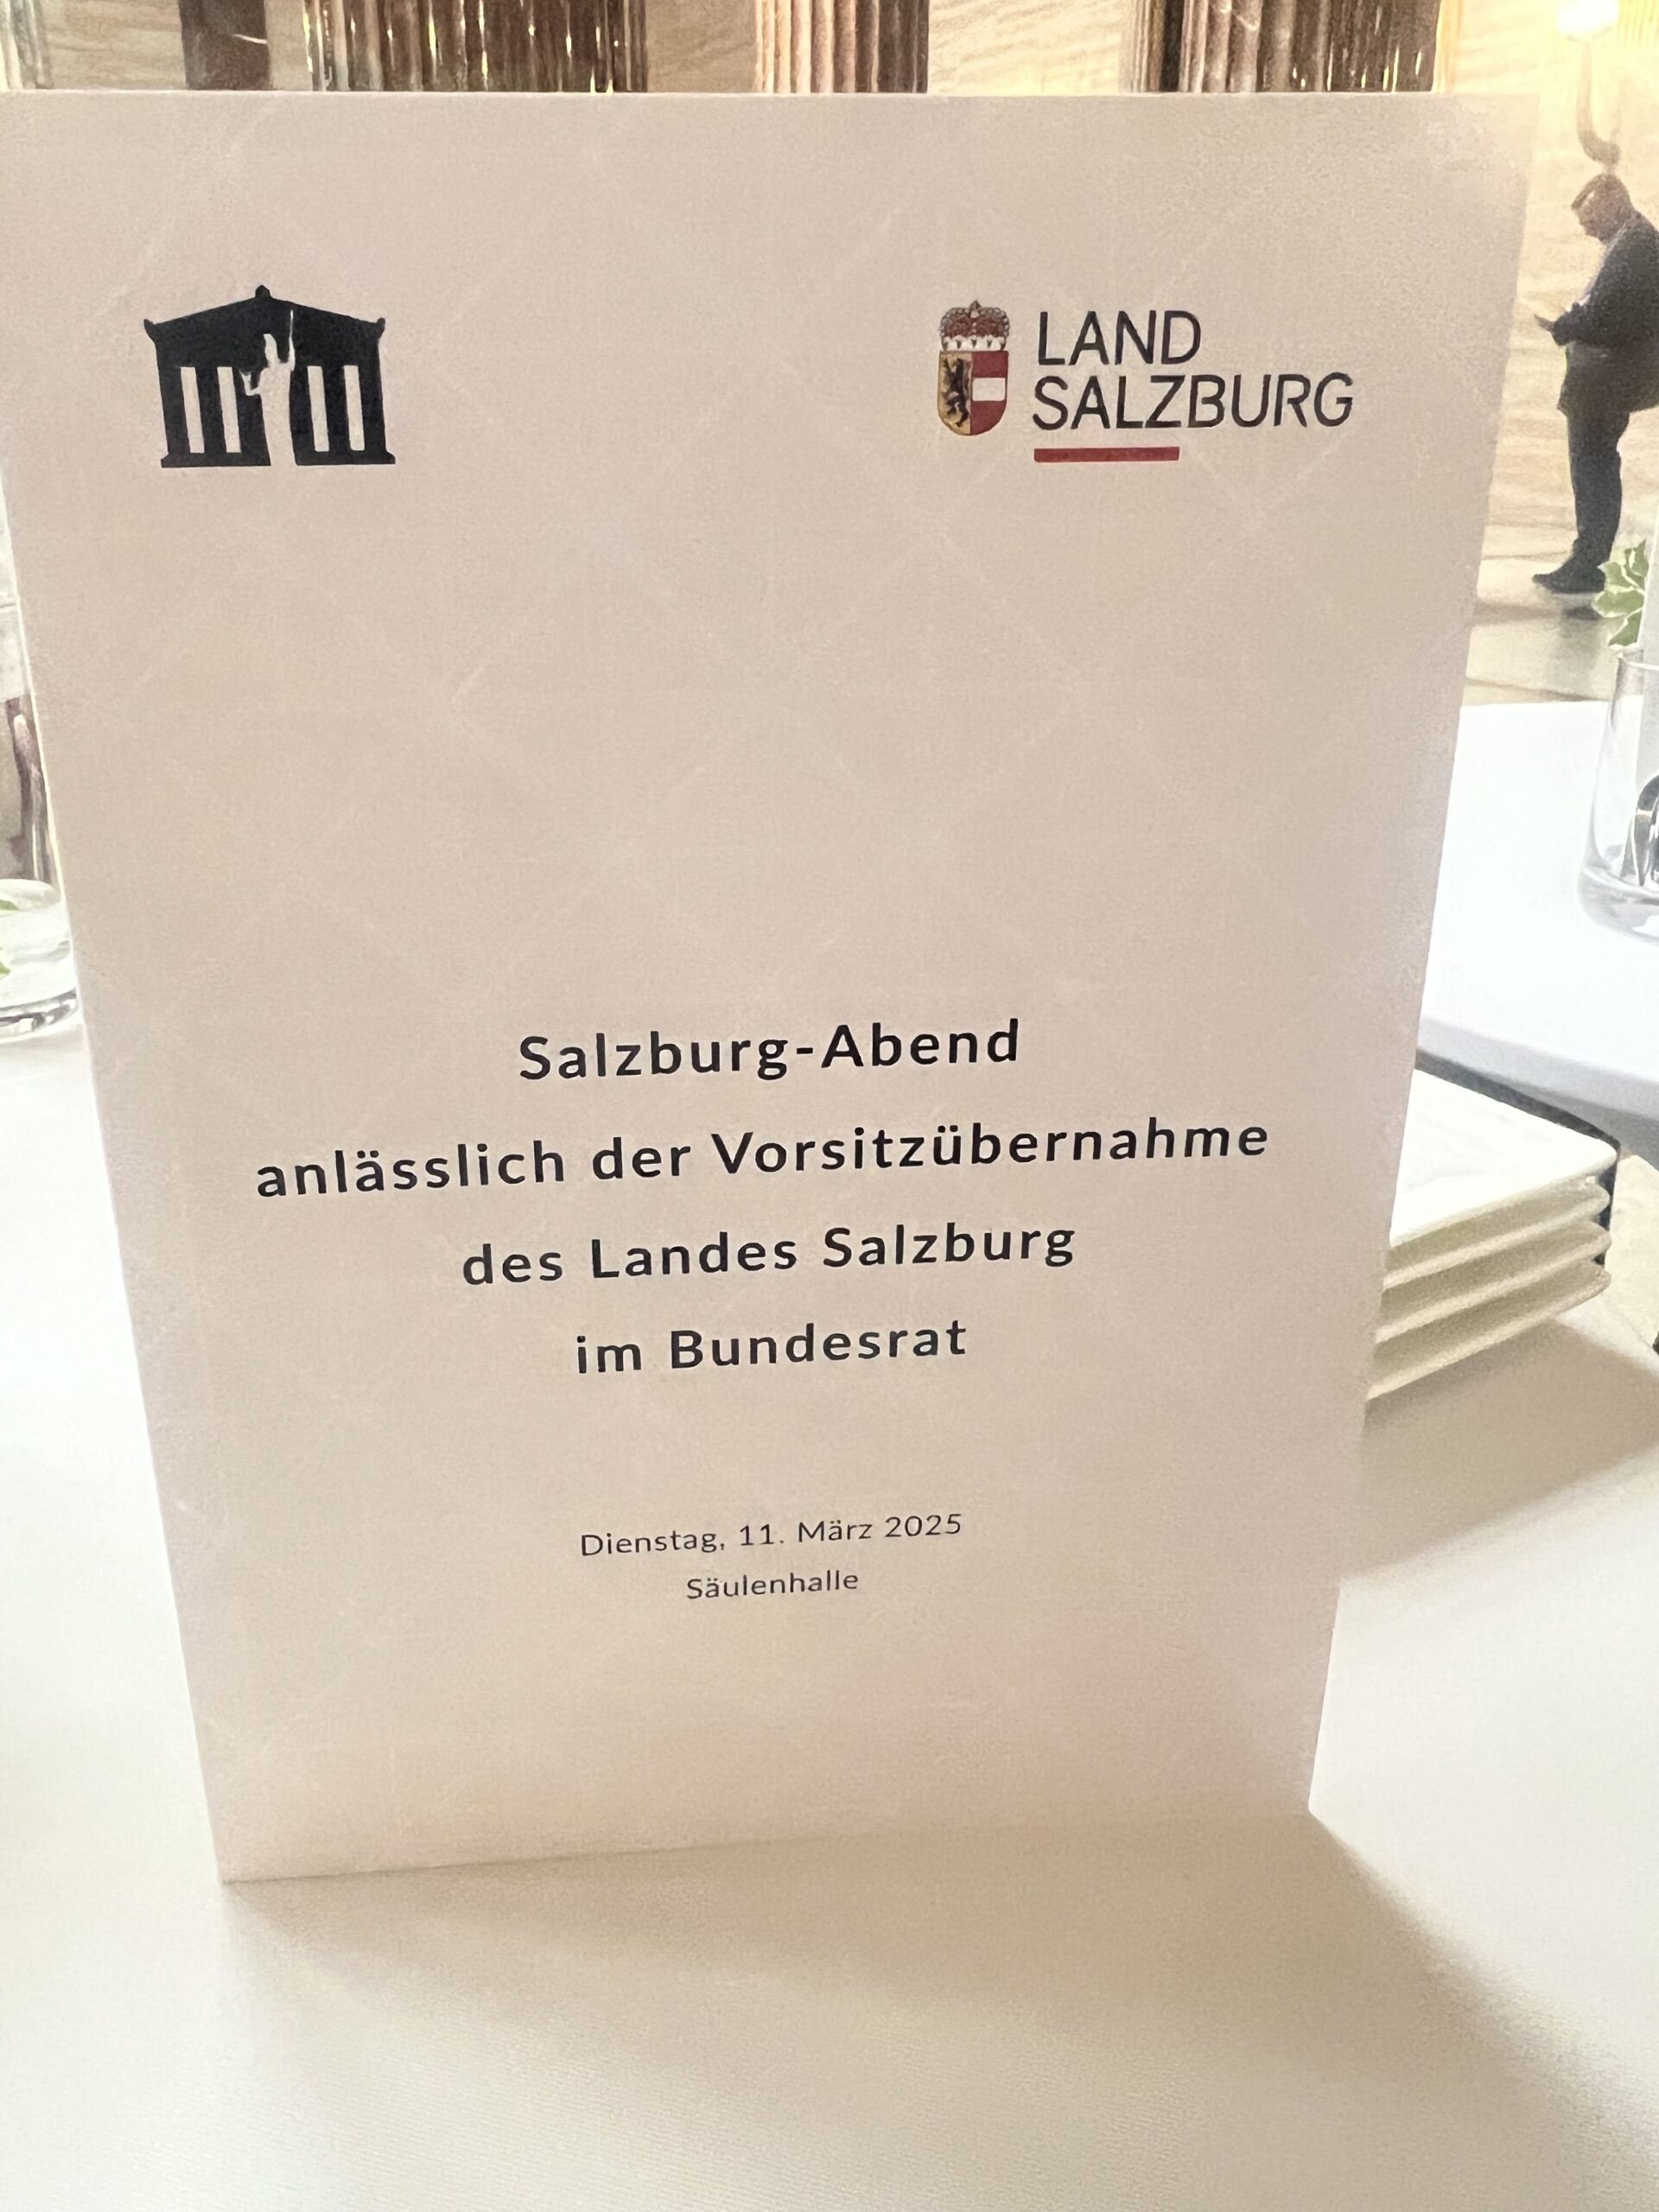 LAND
SALZBURG
Salzburg-Abend
anlässlich der Vorsitzübernahme
des Landes Salzburg
im Bundesrat
Dienstag, 11. März 2025
Säulenhalle